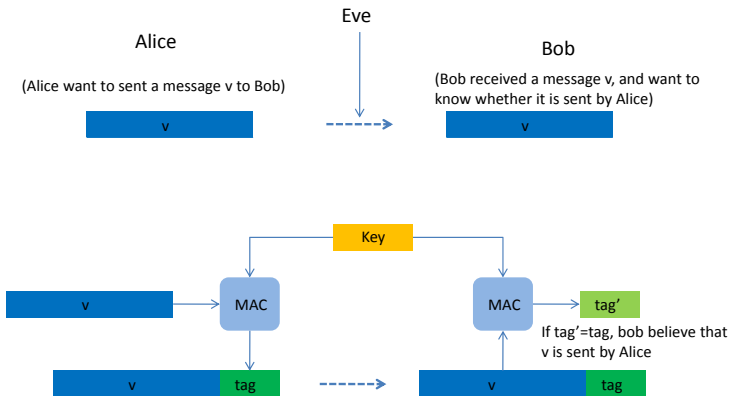 Eve
Alice
Bob
(Alice want to sent a message v to Bob)
(Bob received a message v, and want to
know whether it is sent by Alice)
v
v
Key
v
MAC
MAC
tag'
If tag'=tag, bob believe that
v is sent by Alice
v
tag
v
tag